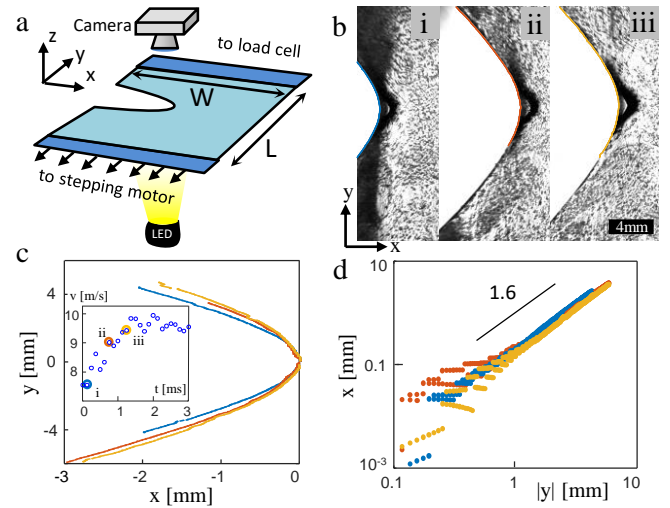 a
Camera
to load cell
z
y
x
W
L
to stepping motor
LED
b
i
ii
iii
y
x
4mm
c
y [mm]
4
0
-4
-6
-3
-2
-1
0
x [mm]
v [m/s]
10
9
8
ii
iii
i
t [ms]
0
1
2
3
d
1.6
x [mm]
0.1
10-3
0.1
1
10
|y| [mm]